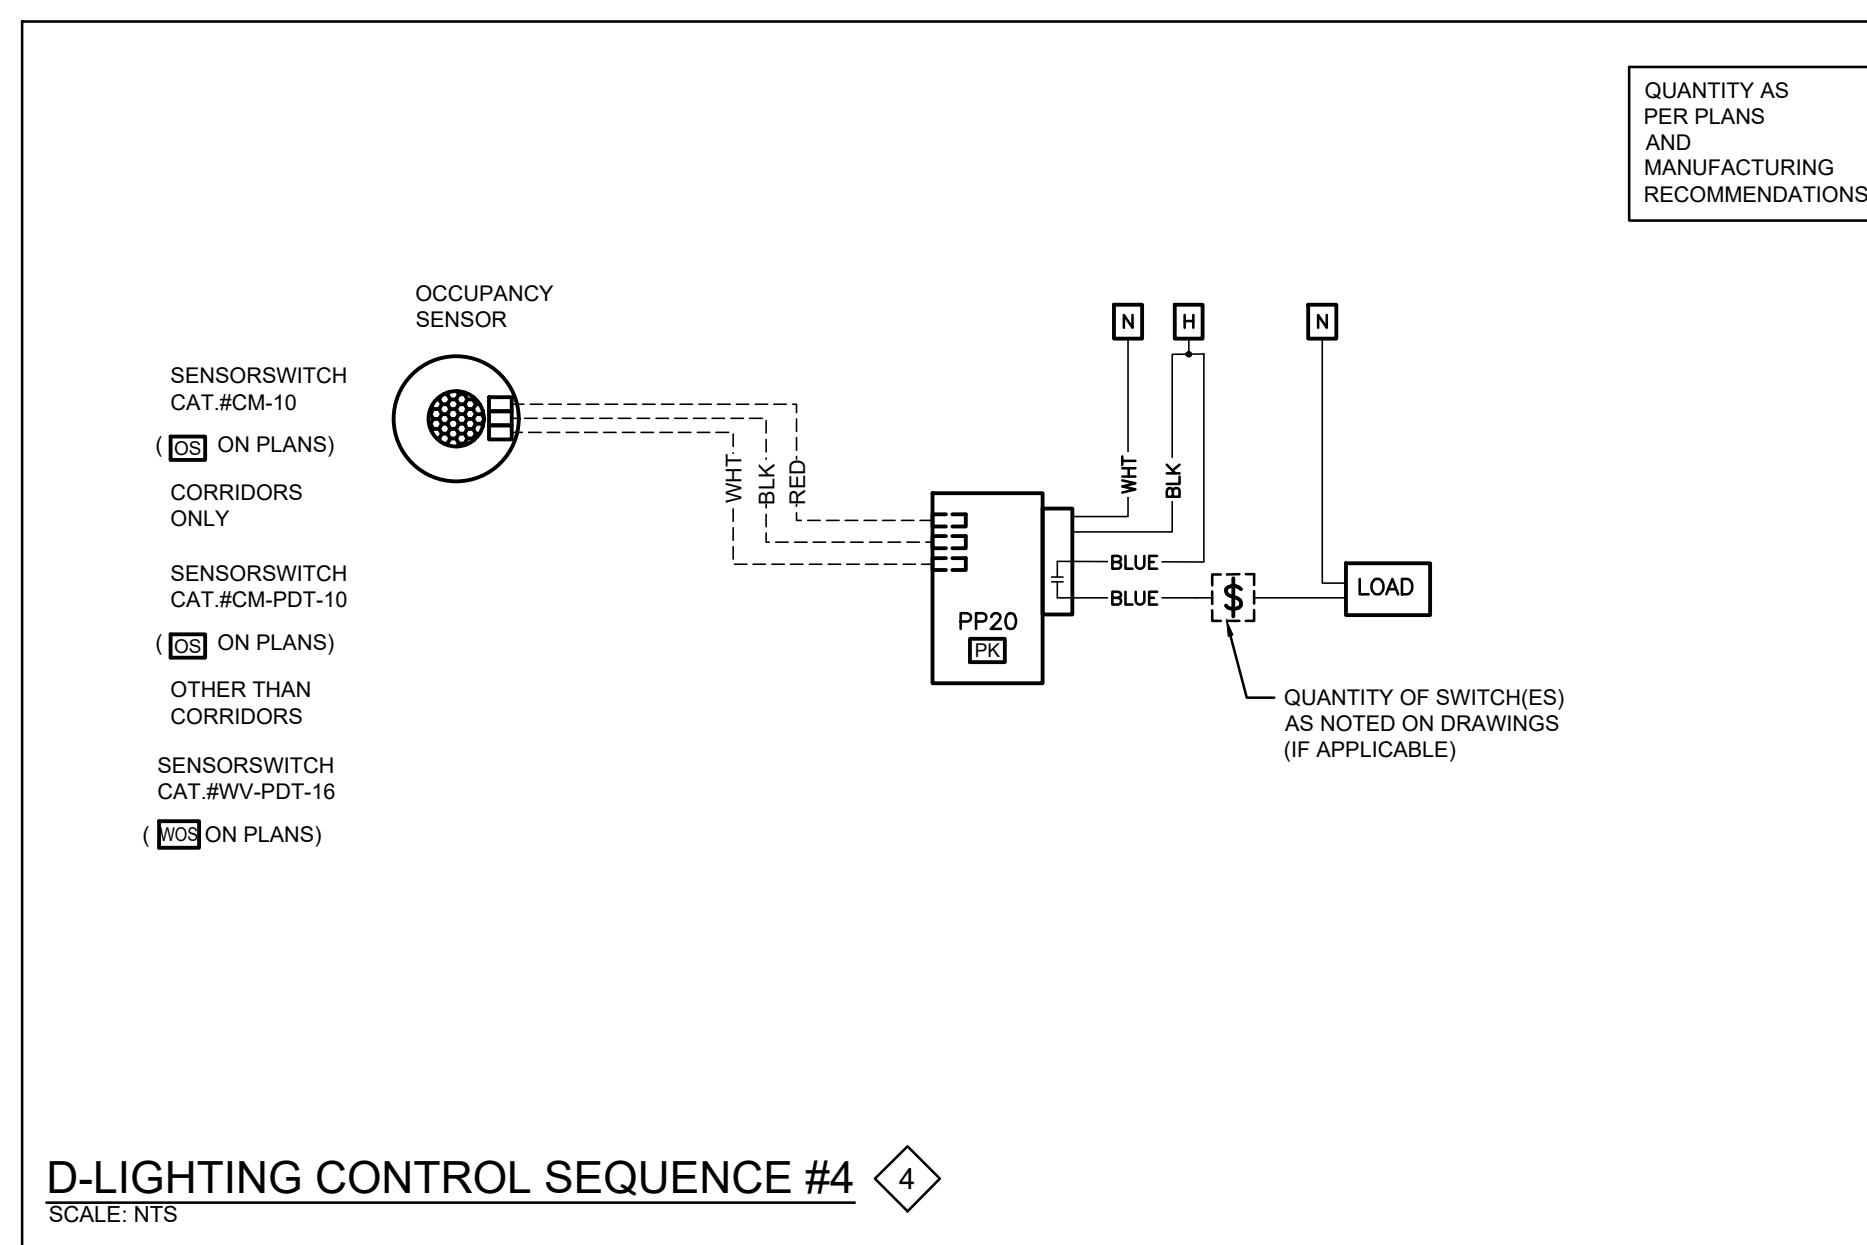 QUANTITY AS
PER PLANS
AND
MANUFACTURING
RECOMMENDATIONS
OCCUPANCY
SENSOR
SENSORSWITCH
CAT.#CM-10
( OS ON PLANS)
CORRIDORS
ONLY
SENSORSWITCH
CAT.#CM-PDT-10
( OS ON PLANS)
OTHER THAN
CORRIDORS
SENSORSWITCH
CAT.#WV-PDT-16
( WOS ON PLANS)
WHT
BLK
RED
N
H
N
WHT
BLK
BLUE
BLUE
$
LOAD
PP20
PK
QUANTITY OF SWITCH(ES)
AS NOTED ON DRAWINGS
(IF APPLICABLE)
D-LIGHTING CONTROL SEQUENCE #4 4
SCALE: NTS